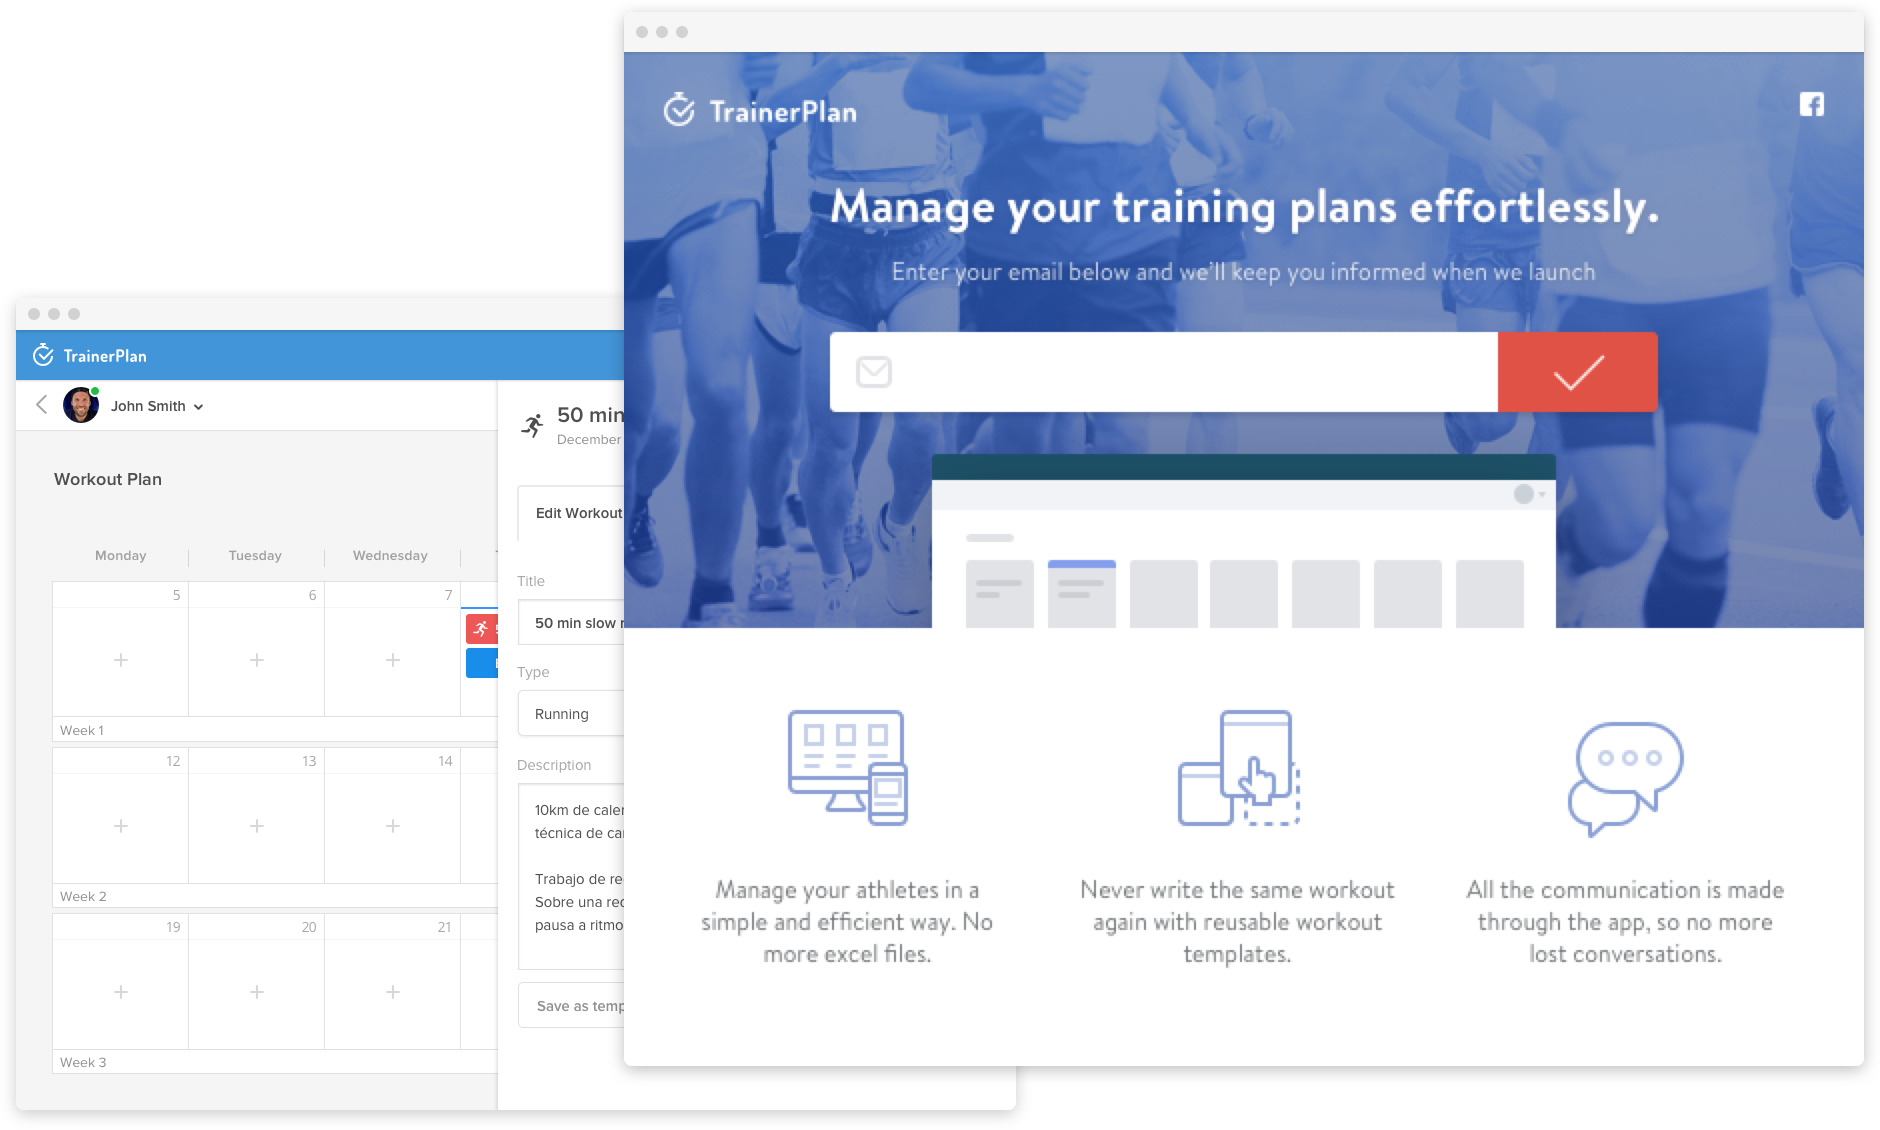 TrainerPlan
Manage your training plans effortlessly.
Enter your email below and we'll keep you informed when we launch
Manage your athletes in a
simple and efficient way. No
more excel files.
Never write the same workout
again with reusable workout
templates.
All the communication is made
through the app, so no more
lost conversations.
TrainerPlan
John Smith
Workout Plan
Monday
Tuesday
Wednesday
5
6
7
Week 1
12
13
14
Week 2
19
20
21
Week 3
50 min
December
Edit Workout
Title
50 min slow
Type
Running
Description
10km de
técnica de
Trabajo de
Sobre una
pausa a ritmo
Save as